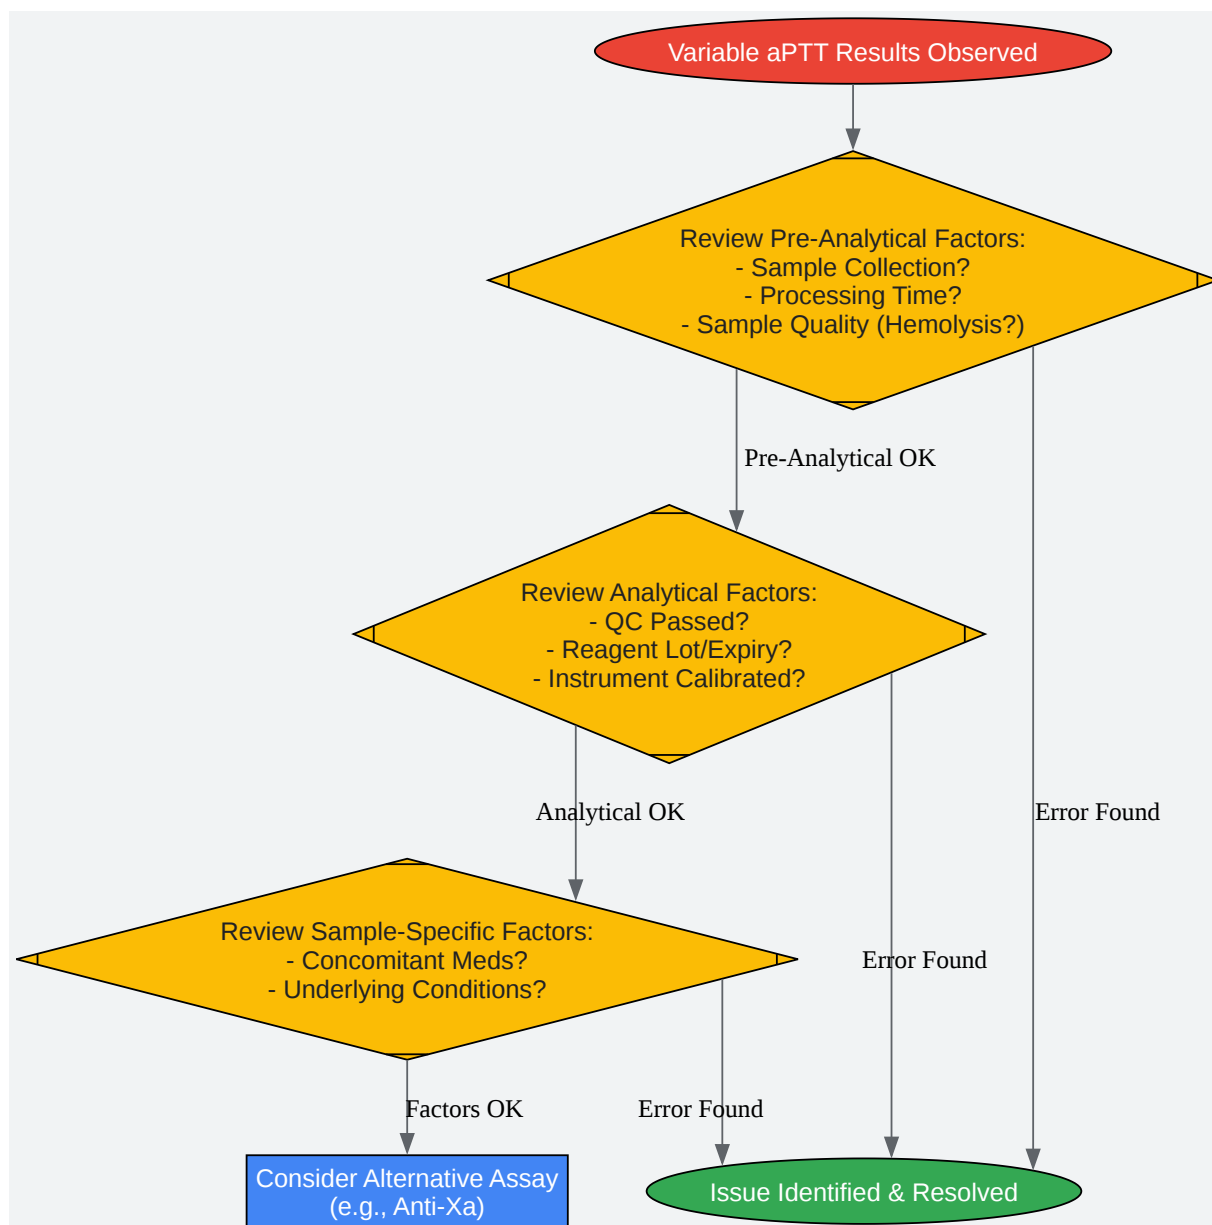 Variable aPTT Results Observed
Review Pre-Analytical Factors:
- Sample Collection?
- Processing Time?
- Sample Quality (Hemolysis?)
Pre-Analytical OK
Review Analytical Factors:
- QC Passed?
- Reagent Lot/Expiry?
- Instrument Calibrated?
Analytical OK
Error Found
Review Sample-Specific Factors:
- Concomitant Meds?
- Underlying Conditions?
Error Found
Factors OK
Error Found
Consider Alternative Assay
(e.g., Anti-Xa)
Issue Identified & Resolved